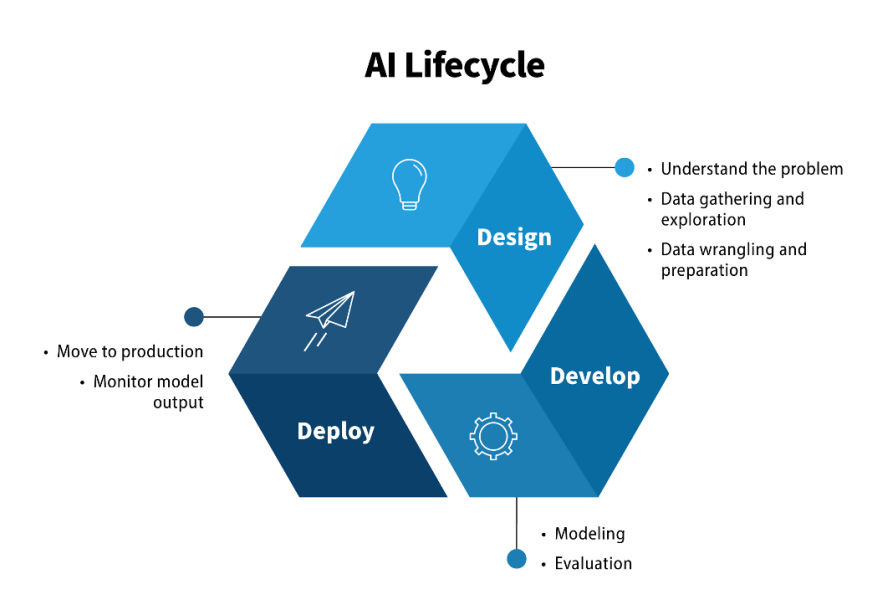 AI Lifecycle
Design
• Understand the problem
• Data gathering and
exploration
• Data wrangling and
preparation
Develop
• Modeling
• Evaluation
Deploy
• Move to production
• Monitor model
output